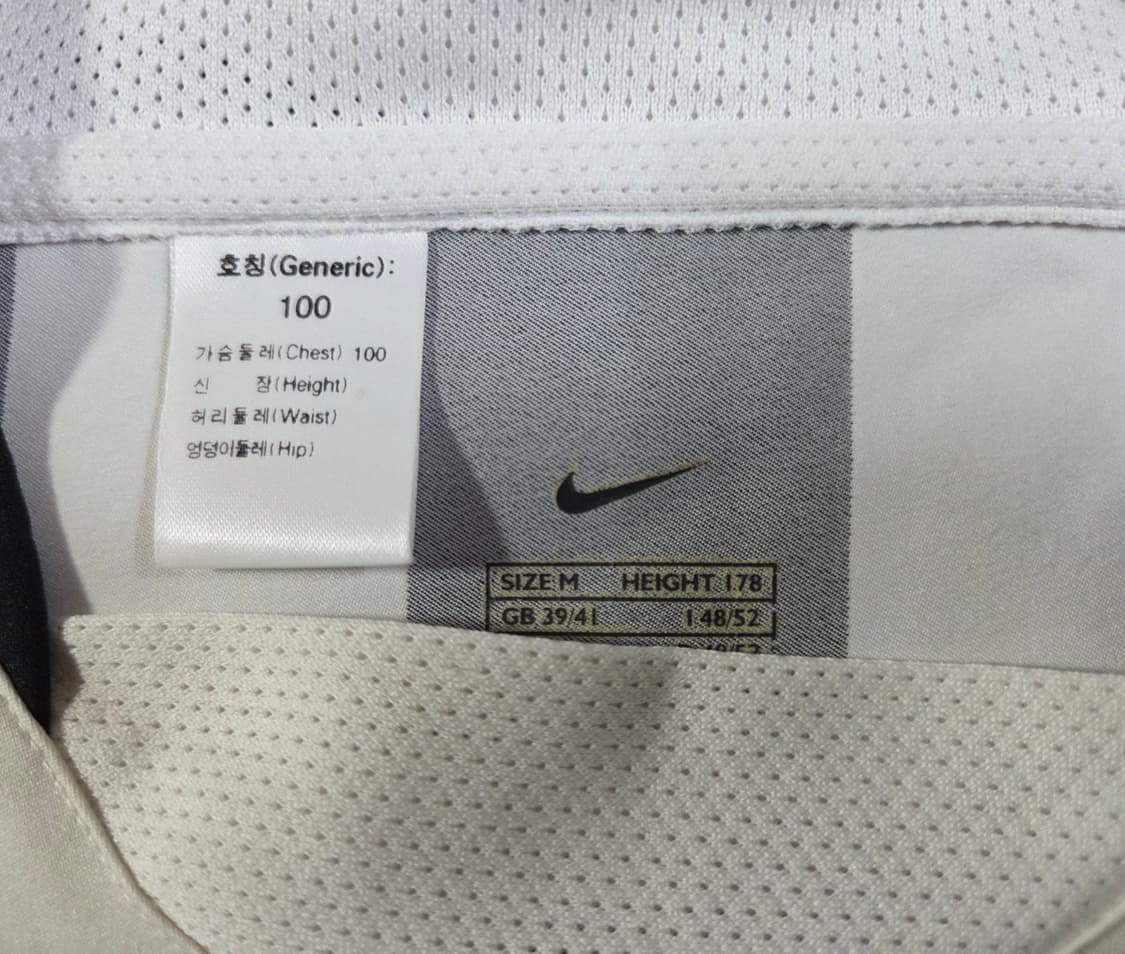 호칭(Generic):
100
가슴둘레(Chest) 100
신 장(Height)
허리둘레(Waist)
엉덩이둘레(Hip)
SIZE M HEIGHT 178
GB 39/41 I 48/52